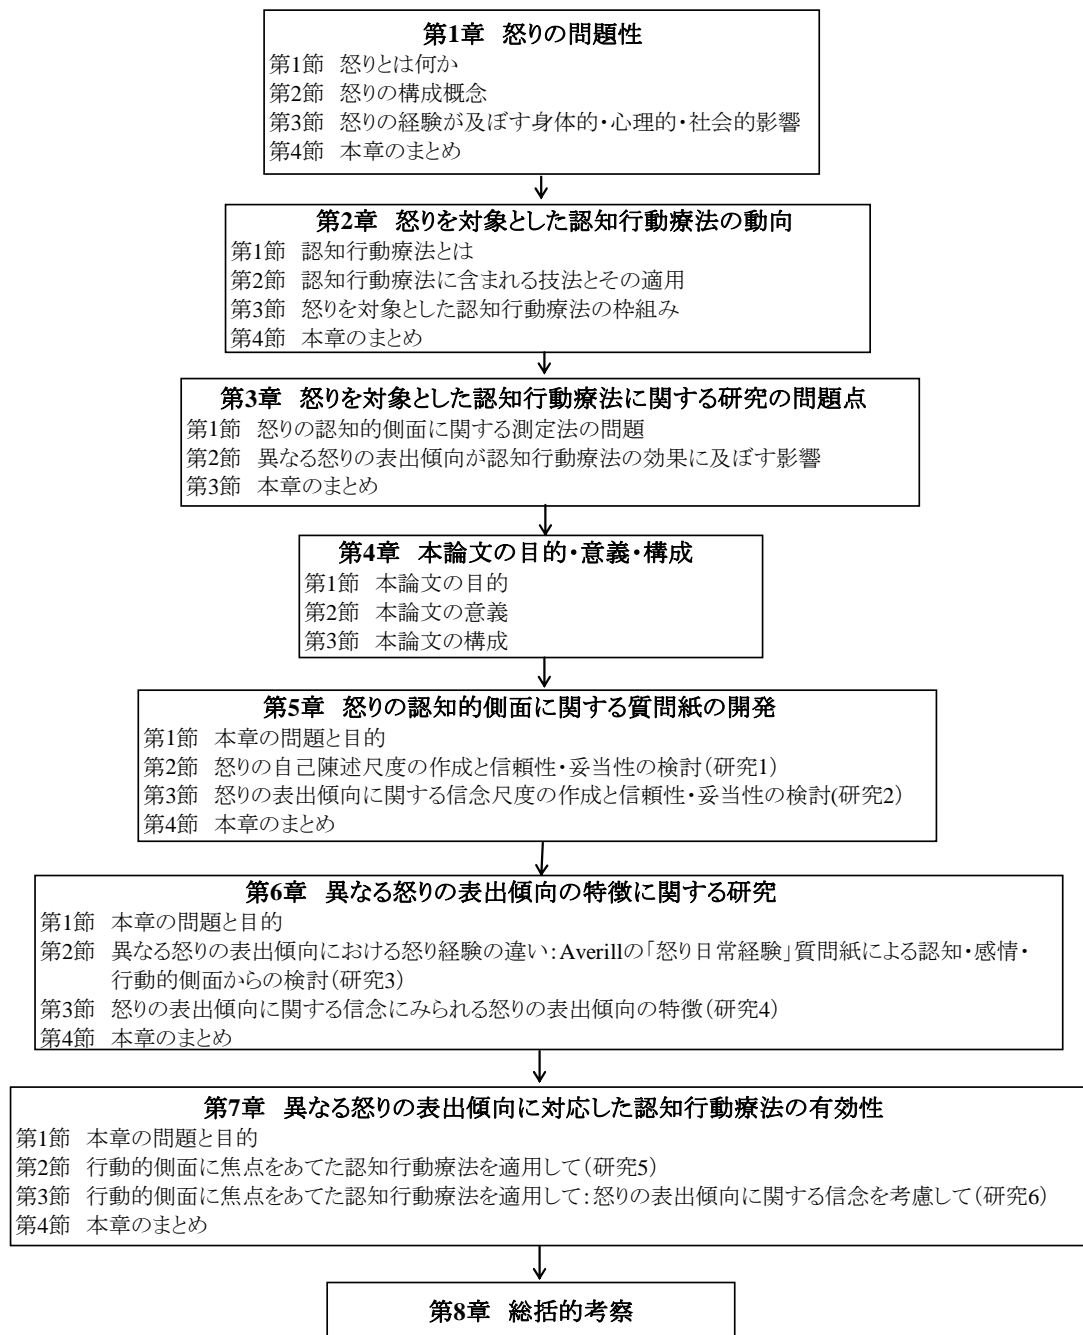 第1章 怒りの問題性
第1節 怒りとは何か
第2節 怒りの構成概念
第3節 怒りの経験が及ぼす身体的・心理的・社会的影響
第4節 本章のまとめ
第2章 怒りを対象とした認知行動療法の動向
第1節 認知行動療法とは
第2節 認知行動療法に含まれる技法とその適用
第3節 怒りを対象とした認知行動療法の枠組み
第4節 本章のまとめ
第3章 怒りを対象とした認知行動療法に関する研究の問題点
第1節 怒りの認知的側面に関する測定法の問題
第2節 異なる怒りの表出傾向が認知行動療法の効果に及ぼす影響
第3節 本章のまとめ
第4章 本論文の目的・意義・構成
第1節 本論文の目的
第2節 本論文の意義
第3節 本論文の構成
第5章 怒りの認知的側面に関する質問紙の開発
第1節 本章の問題と目的
第2節 怒りの自己陳述尺度の作成と信頼性・妥当性の検討(研究1)
第3節 怒りの表出傾向に関する信念尺度の作成と信頼性・妥当性の検討(研究2)
第4節 本章のまとめ
第6章 異なる怒りの表出傾向の特徴に関する研究
第1節 本章の問題と目的
第2節 異なる怒りの表出傾向における怒り経験の違い:Averillの「怒り日常経験」質問紙による認知・感情・
行動的側面からの検討(研究3)
第3節 怒りの表出傾向に関する信念にみられる怒りの表出傾向の特徴(研究4)
第4節 本章のまとめ
第7章 異なる怒りの表出傾向に対応した認知行動療法の有効性
第1節 本章の問題と目的
第2節 行動的側面に焦点をあてた認知行動療法を適用して(研究5)
第3節 行動的側面に焦点をあてた認知行動療法を適用して:怒りの表出傾向に関する信念を考慮して(研究6)
第4節 本章のまとめ
第8章 総括的考察